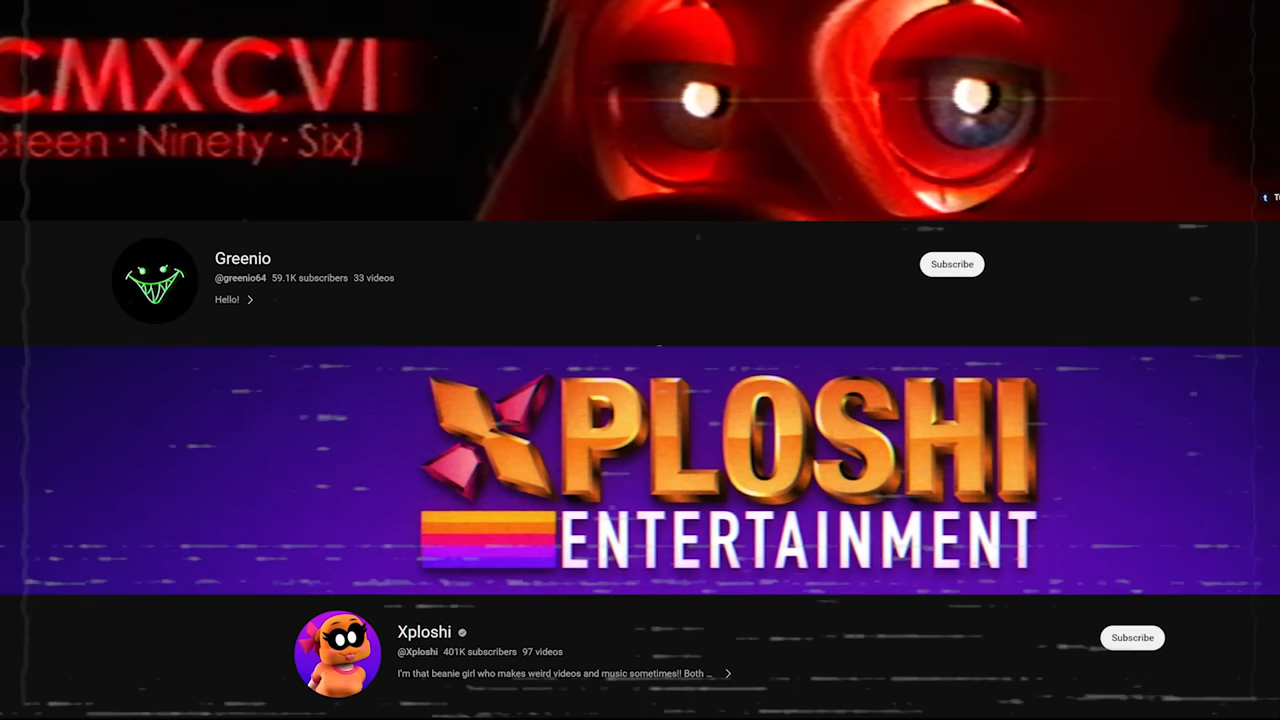 CMXCVI
eteen · Ninety · Six)
Greenio
@greenio64 59.1K subscribers 33 videos
Hello!
Subscribe
XPLOSHI
ENTERTAINMENT
Xploshi
@Xploshi 401K subscribers 97 videos
I'm that beanie girl who makes weird videos and music sometimes!! Both ...
Subscribe